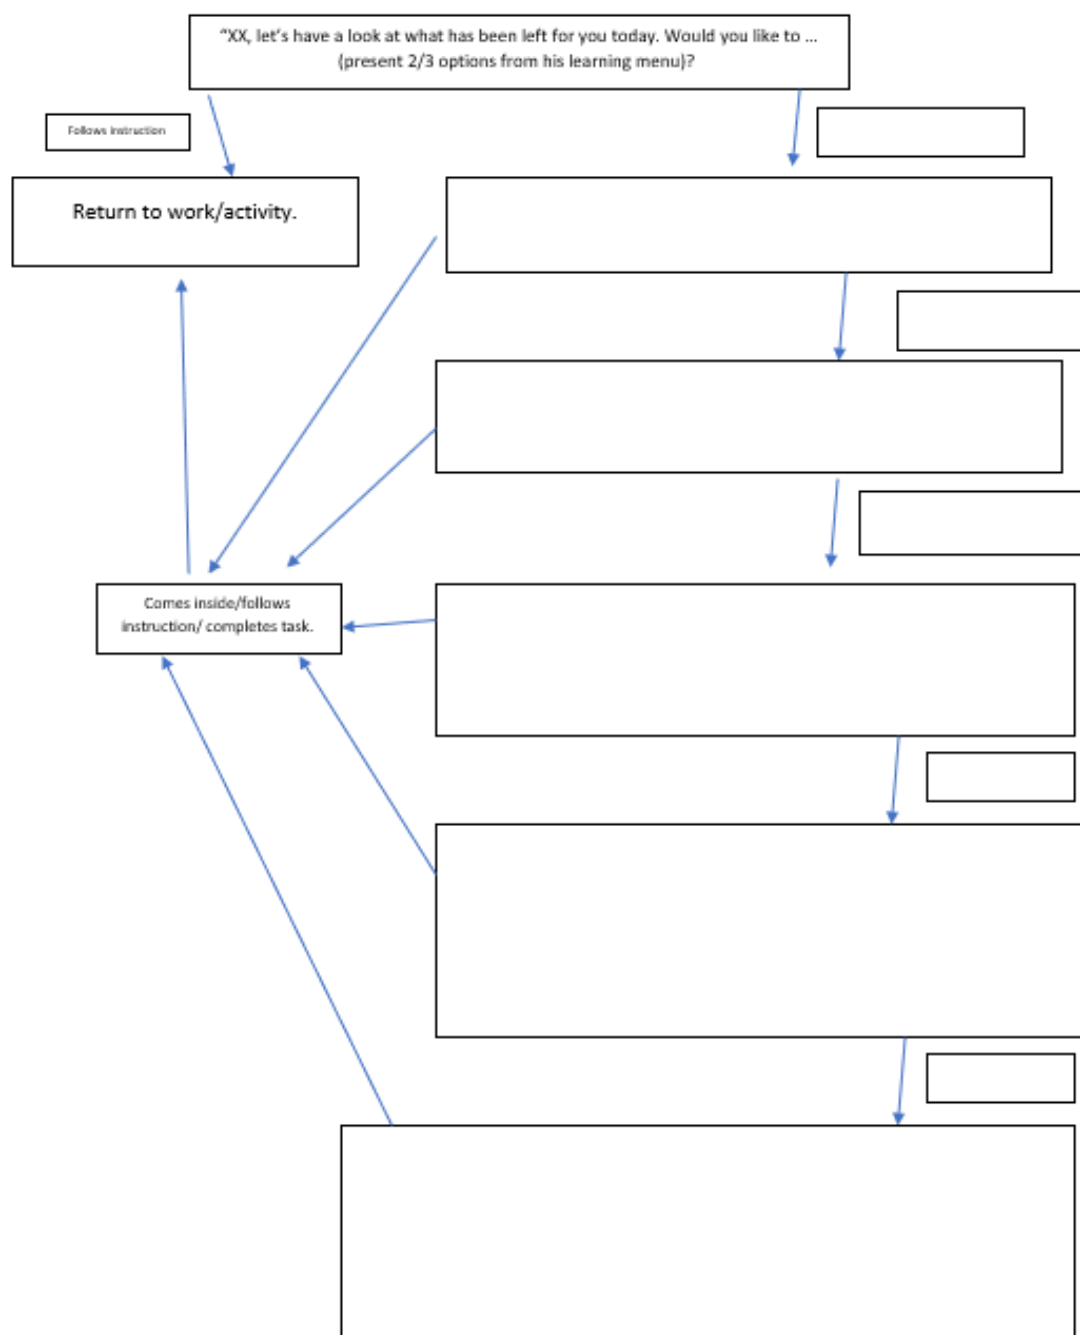 “XX, let’s have a look at what has been left for you today. Would you like to ...
(present 2/3 options from his learning menu)?
Follows instruction
Return to work/activity.
Comes inside/follows
instruction/ completes task.